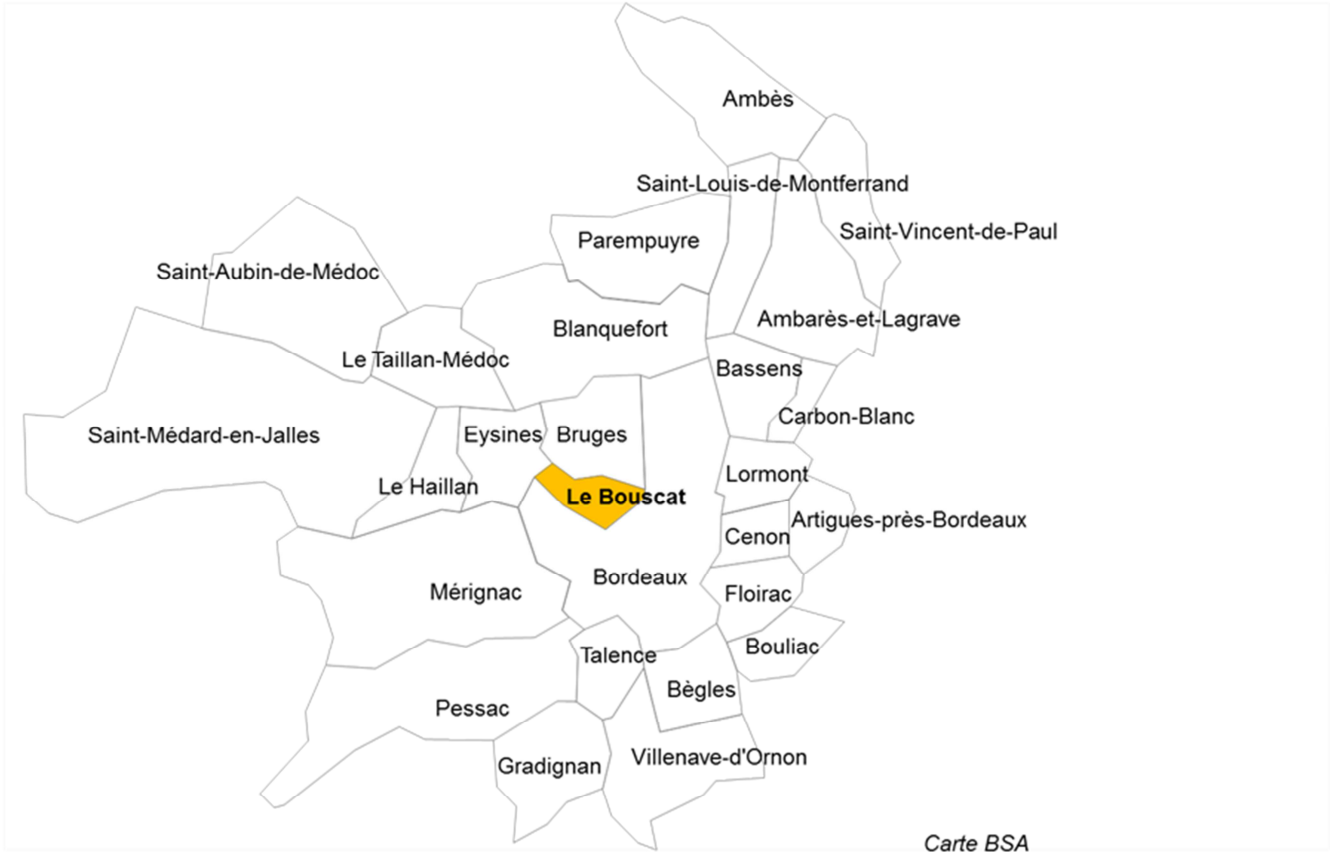 Ambès
Saint-Louis-de-Montferrand
Saint-Vincent-de-Paul
Parempuyre
Saint-Aubin-de-Médoc
Ambarès-et-Lagrave
Blanquefort
Le Taillan-Médoc
Bassens
Carbon-Blanc
Saint-Médard-en-Jalles
Eysines
Bruges
Lormont
Le Haillan
Le Bouscat
Artigues-près-Bordeaux
Cenon
Bordeaux
Mérignac
Floirac
Bouliac
Talence
Bègles
Pessac
Villenave-d'Ornon
Gradignan
Carte BSA